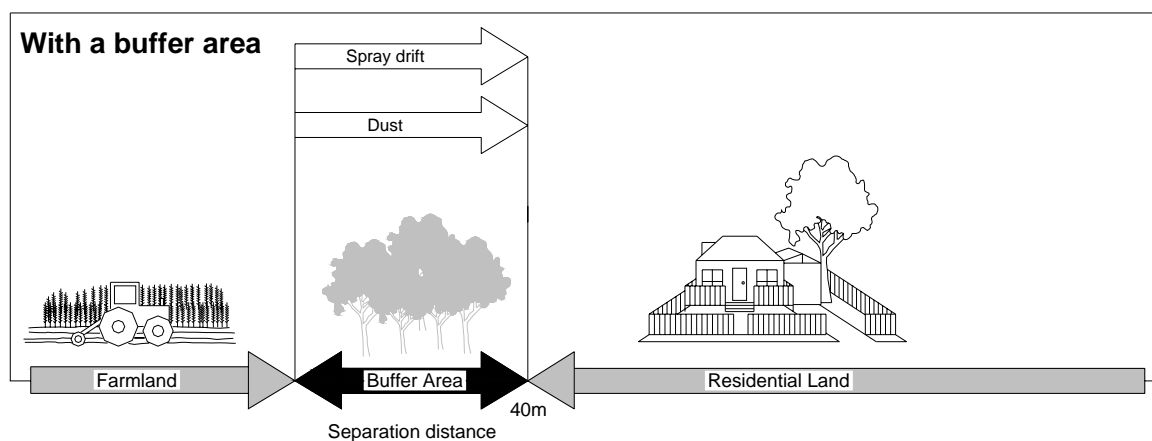 With a buffer area
Spray drift
Dust
Farmland
Buffer Area
Residential Land
40m
Separation distance